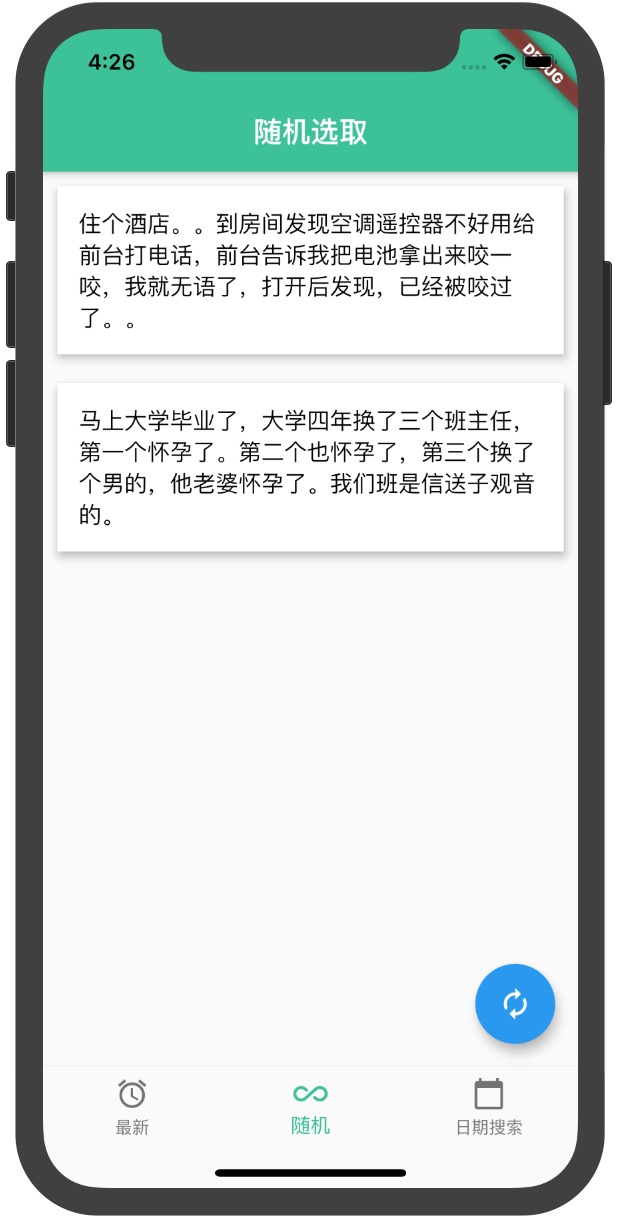 4:26
DEBUG
随机选取
住个酒店。。到房间发现空调遥控器不好用给
前台打电话，前台告诉我把电池拿出来咬一
咬，我就无语了，打开后发现，已经被咬过
了。。
马上大学毕业了，大学四年换了三个班主任，
第一个怀孕了。第二个也怀孕了，第三个换了
个男的，他老婆怀孕了。我们班是信送子观音
的。
最新
随机
日期搜索